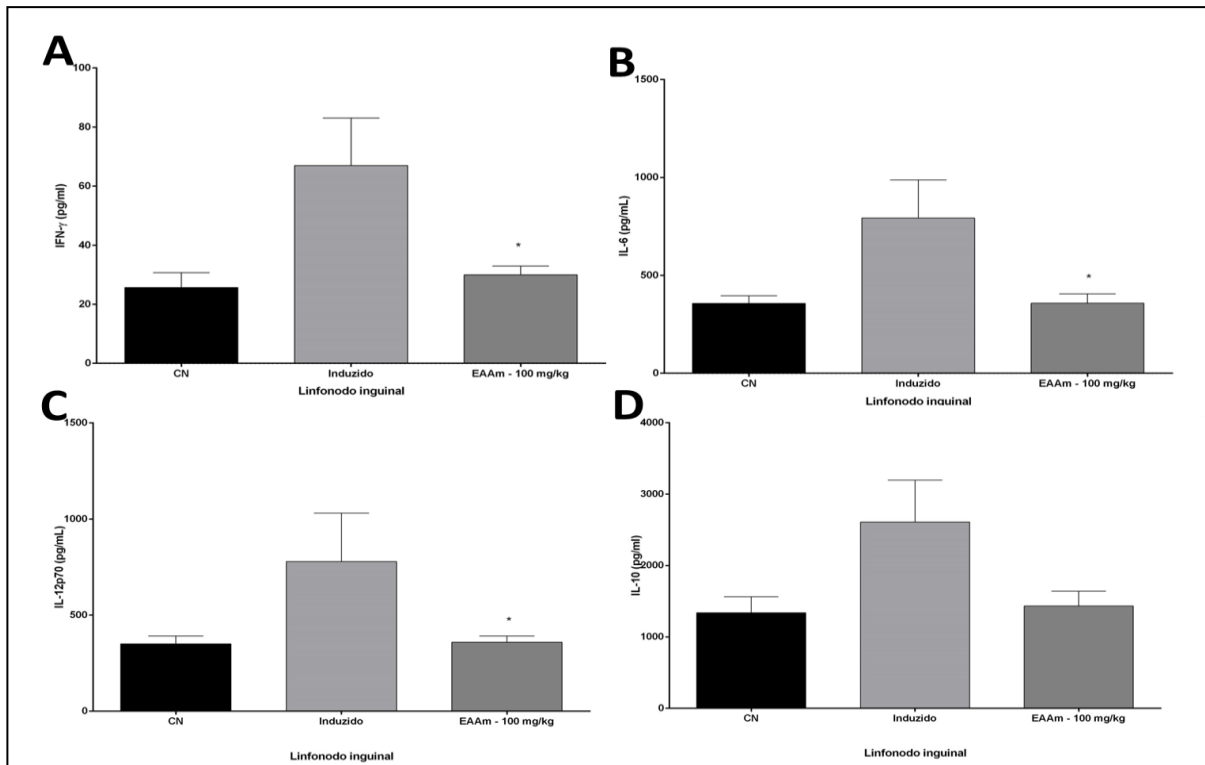 A
100
80
60
40
20
0
IFN-γ (pg/ml)
*
CN Induzido EAAm - 100 mg/kg
Linfonodo inguinal
B
1500
1000
500
0
IL-6 (pg/mL)
*
CN Induzido EAAm - 100 mg/kg
Linfonodo inguinal
C
1500
1000
500
0
IL-12p70 (pg/mL)
*
CN Induzido EAAm - 100 mg/kg
Linfonodo inguinal
D
4000
3000
2000
1000
0
IL-10 (pg/ml)
CN Induzido EAAm - 100 mg/kg
Linfonodo inguinal